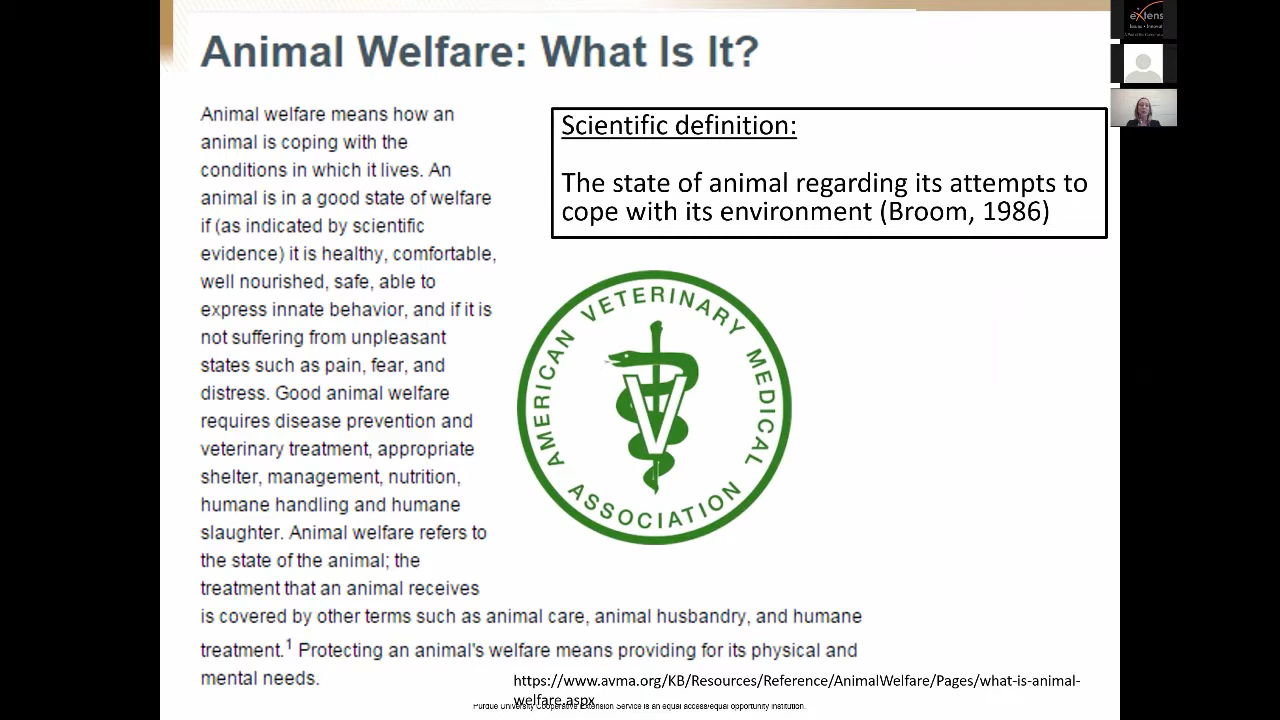 Animal Welfare: What Is It?
Animal welfare means how an
animal is coping with the
conditions in which it lives. An
animal is in a good state of welfare
if (as indicated by scientific
evidence) it is healthy, comfortable,
well nourished, safe, able to
express innate behavior, and if it is
not suffering from unpleasant
states such as pain, fear, and
distress. Good animal welfare
requires disease prevention and
veterinary treatment, appropriate
shelter, management, nutrition,
humane handling and humane
slaughter. Animal welfare refers to
the state of the animal; the
treatment that an animal receives
is covered by other terms such as animal care, animal husbandry, and humane
treatment.1 Protecting an animal's welfare means providing for its physical and
mental needs.
Scientific definition:
The state of animal regarding its attempts to
cope with its environment (Broom, 1986)
AMERICAN VETERINARY MEDICAL
ASSOCIATION
V
https://www.avma.org/KB/Resources/Reference/AnimalWelfare/Pages/what-is-animal-
welfare.aspx
Purdue University Cooperative Extension Service is an equal access/equal opportunity institution.
eXtens